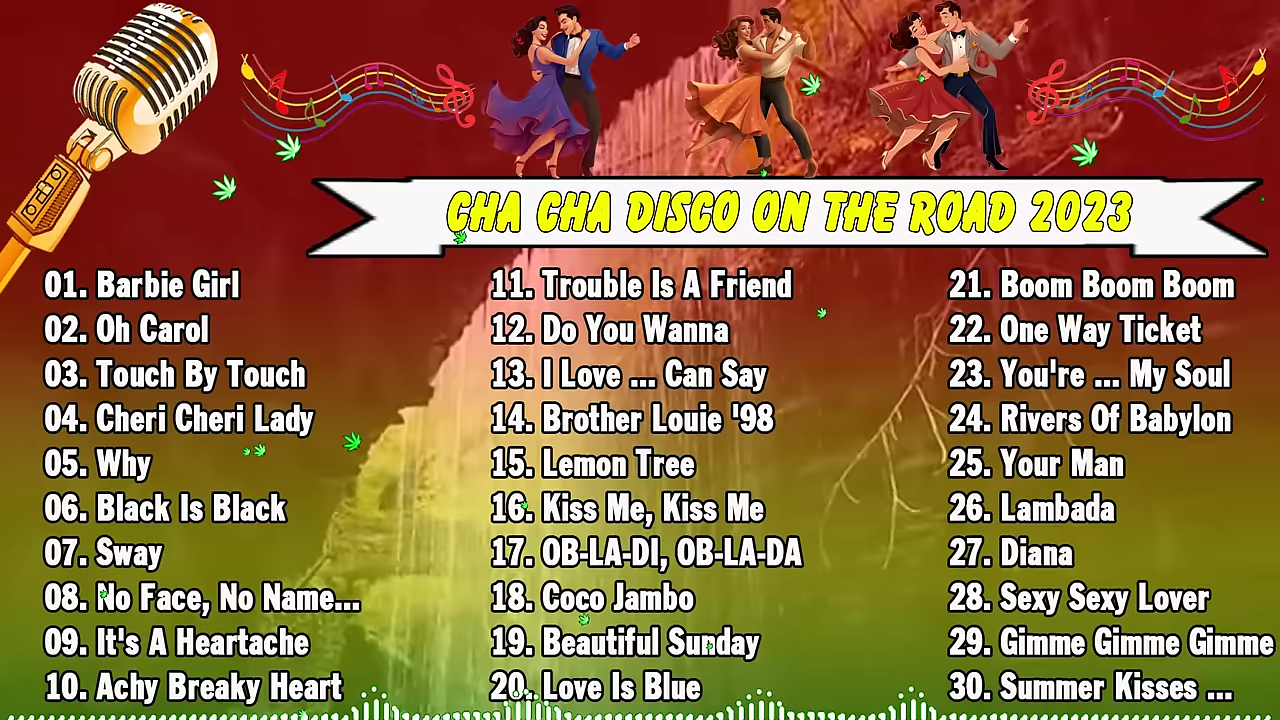 CHA CHA DISCO ON THE ROAD 2023
01. Barbie Girl
02. Oh Carol
03. Touch By Touch
04. Cheri Cheri Lady
05. Why
06. Black Is Black
07. Sway
08. No Face, No Name...
09. It's A Heartache
10. Achy Breaky Heart
11. Trouble Is A Friend
12. Do You Wanna
13. I Love ... Can Say
14. Brother Louie '98
15. Lemon Tree
16. Kiss Me, Kiss Me
17. OB-LA-DI, OB-LA-DA
18. Coco Jambo
19. Beautiful Sunday
20. Love Is Blue
21. Boom Boom Boom
22. One Way Ticket
23. You're ... My Soul
24. Rivers Of Babylon
25. Your Man
26. Lambada
27. Diana
28. Sexy Sexy Lover
29. Gimme Gimme Gimme
30. Summer Kisses ...